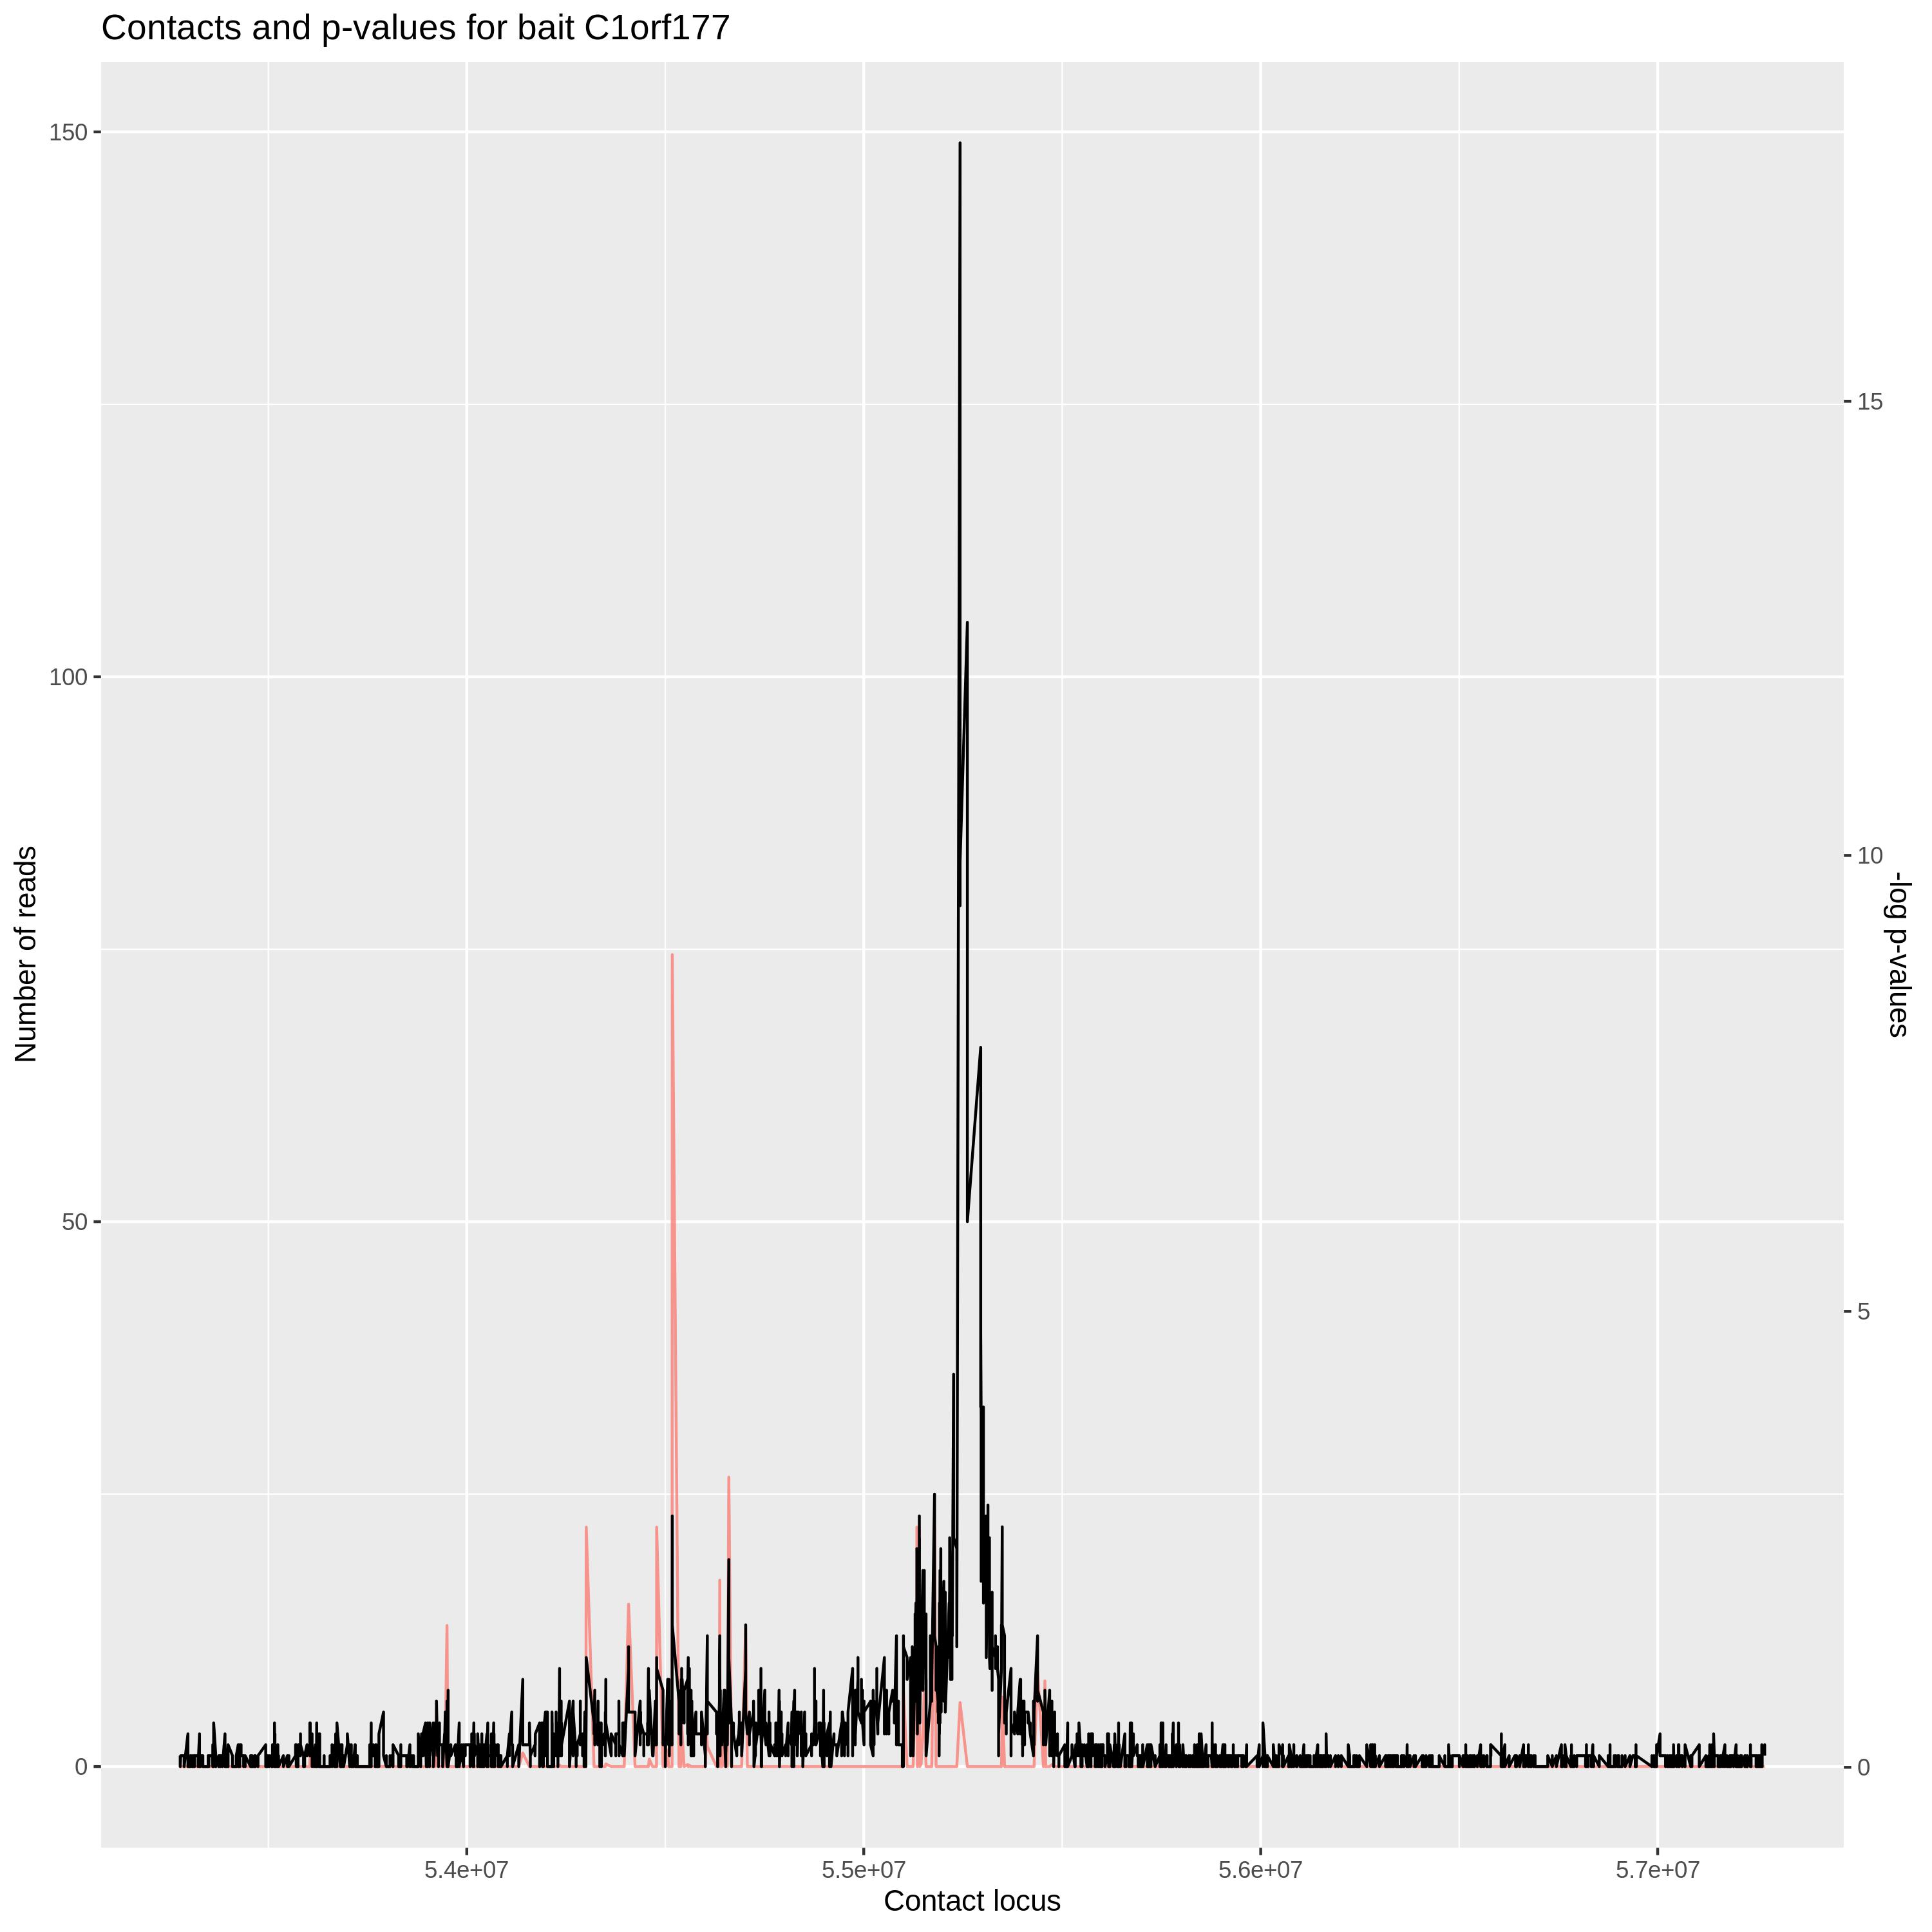 Contacts and p-values for bait C1orf177
150
100
50
0
Number of reads
15
10
5
0
-log p-values
5.4e+07
5.5e+07
5.6e+07
5.7e+07
Contact locus